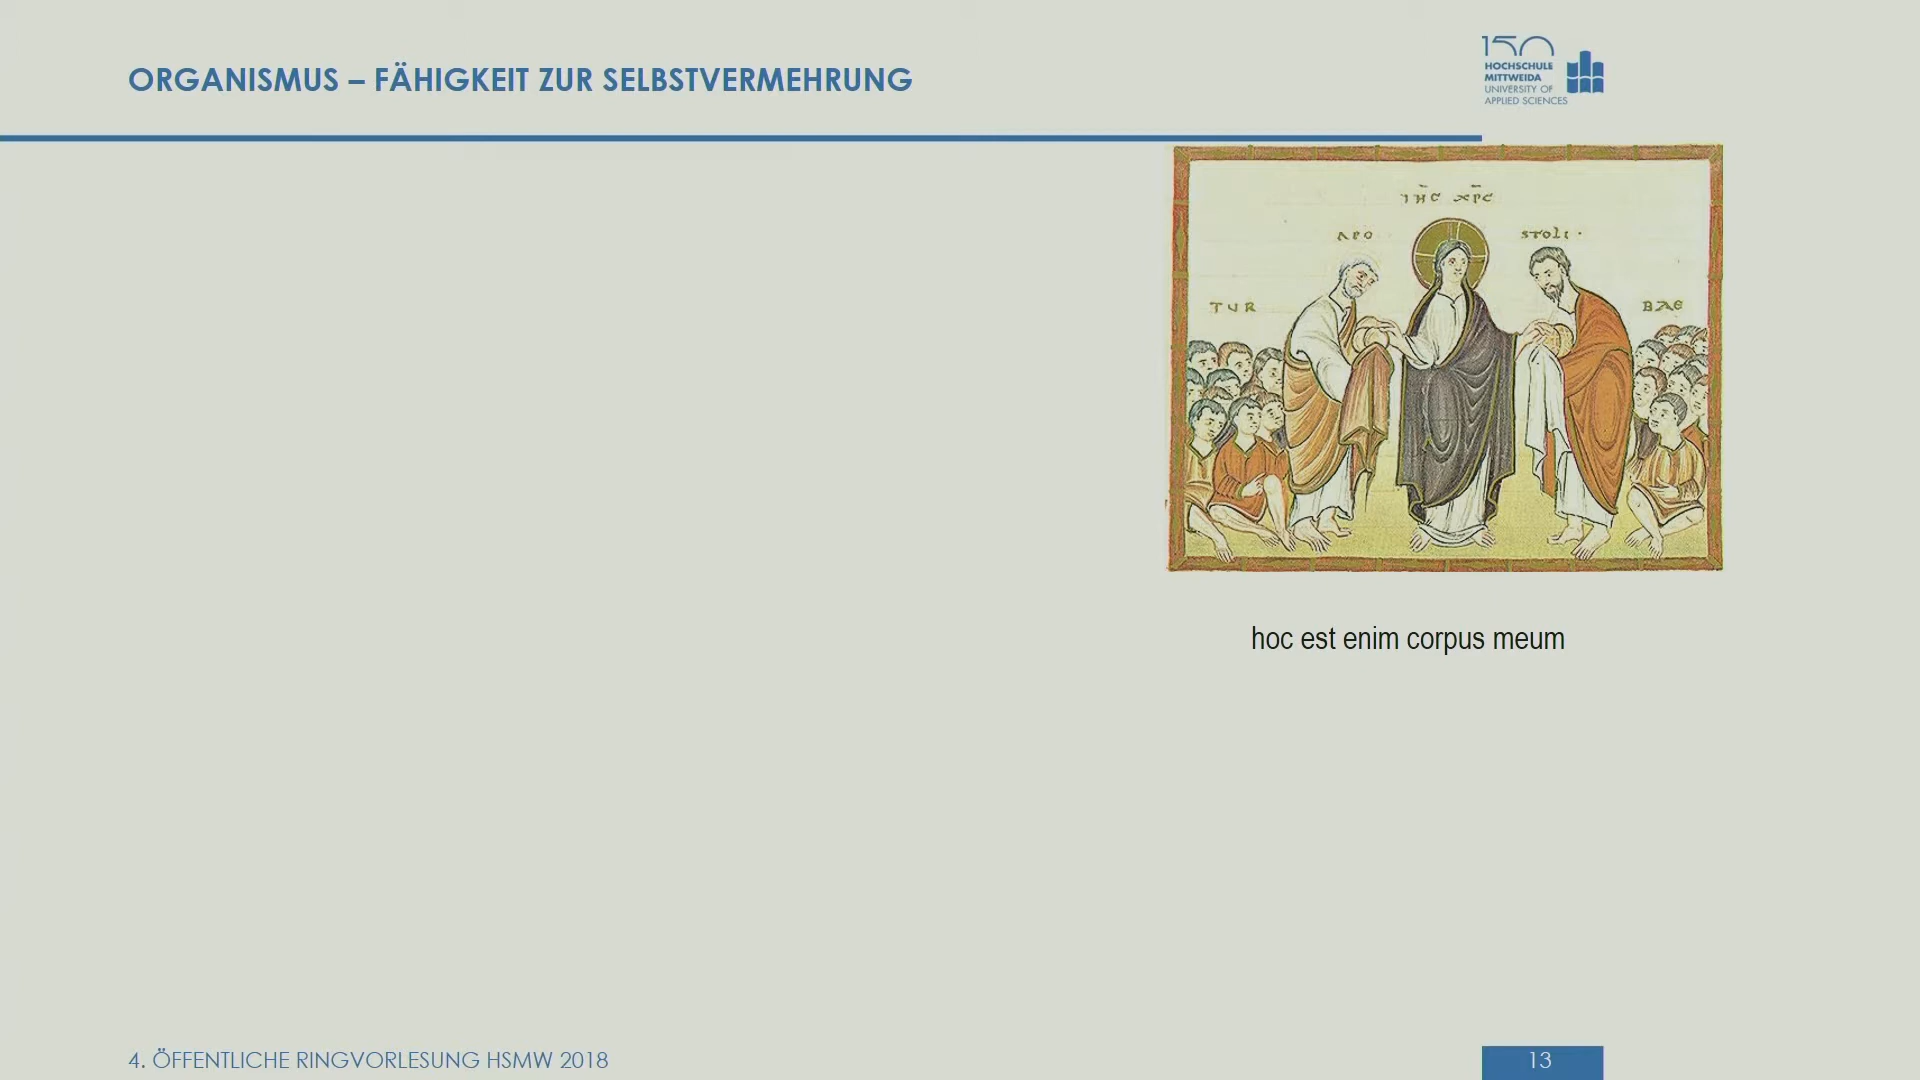 ORGANISMUS – FÄHIGKEIT ZUR SELBSTVERMEHRUNG
150
HOCHSCHULE
MITTWEIDA
UNIVERSITY OF
APPLIED SCIENCES
IHC XPC
APO STOLI ·
TUR BAE
hoc est enim corpus meum
4. ÖFFENTLICHE RINGVORLESUNG HSMW 2018
13